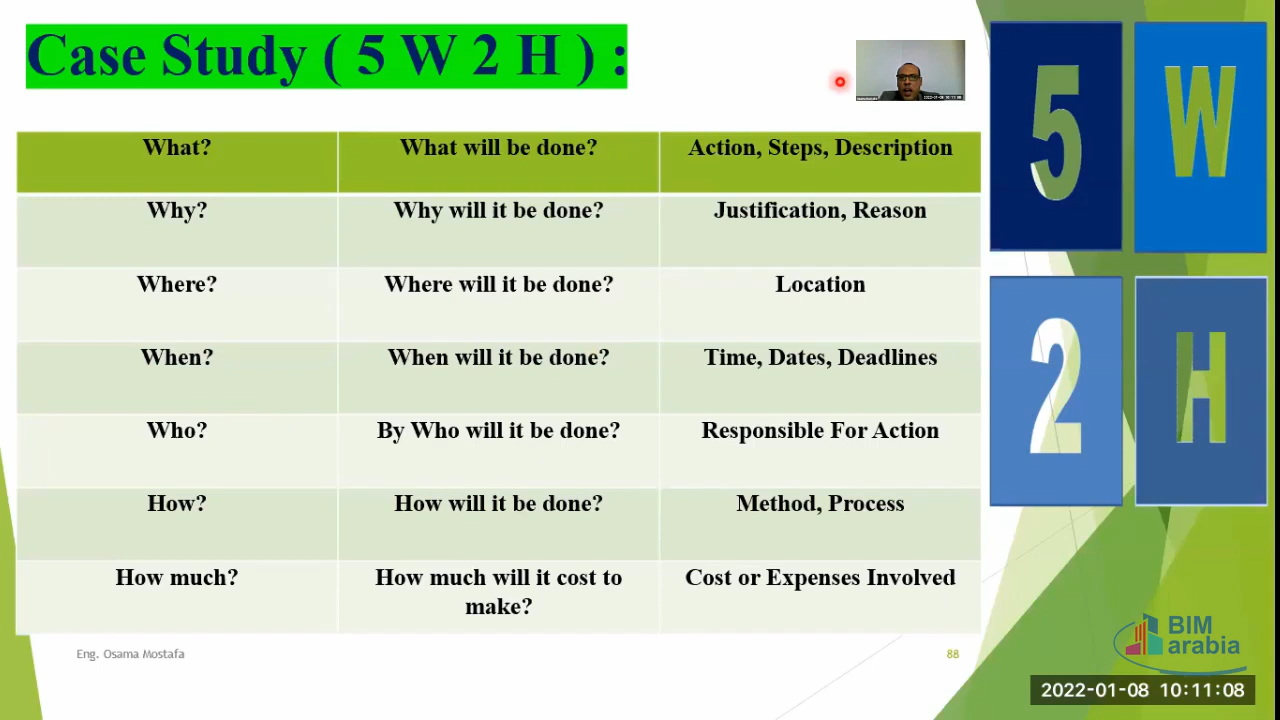 Case Study ( 5 W 2 H ) :
5 W
2 H
What? What will be done? Action, Steps, Description
Why? Why will it be done? Justification, Reason
Where? Where will it be done? Location
When? When will it be done? Time, Dates, Deadlines
Who? By Who will it be done? Responsible For Action
How? How will it be done? Method, Process
How much? How much will it cost to Cost or Expenses Involved
make?
Eng. Osama Mostafa
88
BIM
arabia
2022-01-08 10:11:08